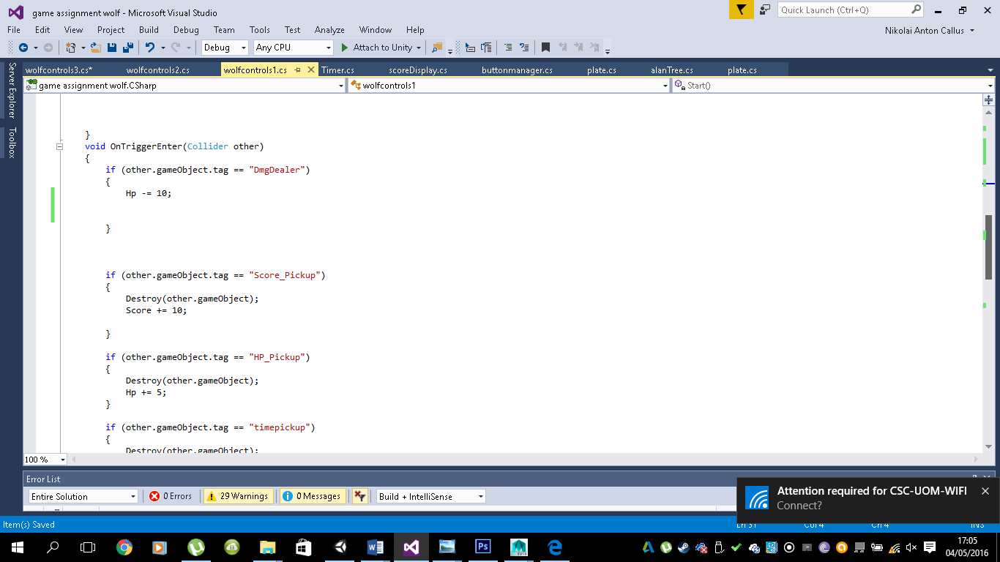 game assignment wolf - Microsoft Visual Studio
Quick Launch (Ctrl+Q)
File Edit View Project Build Debug Team Tools Test Analyze Window Help
Nikolai Anton Callus
Debug Any CPU Attach to Unity
wolfcontrols3.cs* wolfcontrols2.cs wolfcontrols1.cs Timer.cs scoreDisplay.cs buttonmanager.cs plate.cs alanTree.cs plate.cs
game assignment wolf.CSharp wolfcontrols1 Start()
Server Explorer
Toolbox
}
void OnTriggerEnter(Collider other)
{
if (other.gameObject.tag == "DmgDealer")
{
Hp -= 10;
}
if (other.gameObject.tag == "Score_Pickup")
{
Destroy(other.gameObject);
Score += 10;
}
if (other.gameObject.tag == "HP_Pickup")
{
Destroy(other.gameObject);
Hp += 5;
}
if (other.gameObject.tag == "timepickup")
{
Destroy(other.gameObject);
100 %
Error List
Entire Solution 0 Errors 29 Warnings 0 Messages Build + IntelliSense
Attention required for CSC-UOM-WIFI
Connect?
Item(s) Saved
Ln 31 Col 4 Ch 4 INS
W Ps
17:05
04/05/2016